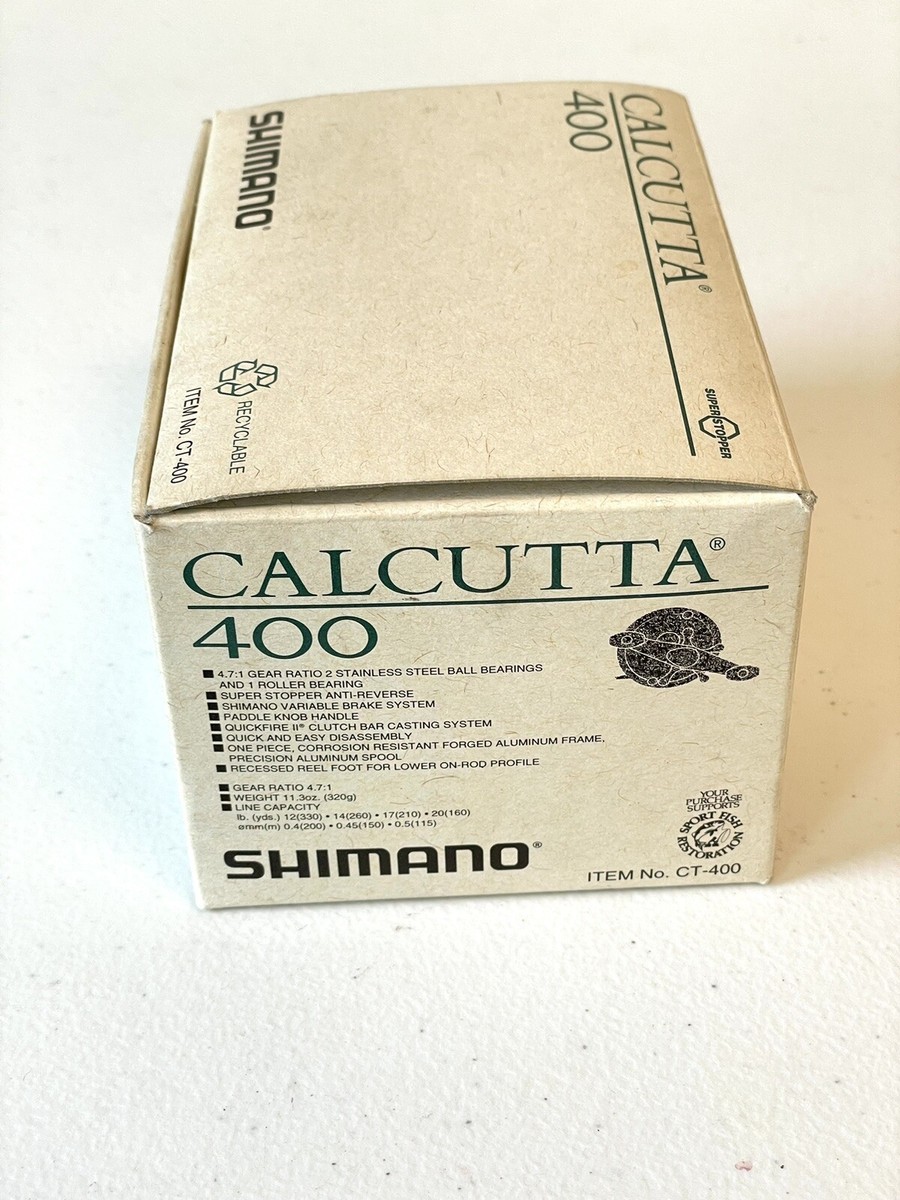 SHIMANO®
CALCUTTA®
400
SUPER STOPPER
RECYCLABLE
ITEM No. CT-400
CALCUTTA®
400
■ 4.7:1 GEAR RATIO 2 STAINLESS STEEL BALL BEARINGS
AND 1 ROLLER BEARING
■ SUPER STOPPER ANTI-REVERSE
■ SHIMANO VARIABLE BRAKE SYSTEM
■ PADDLE KNOB HANDLE
■ QUICKFIRE II® CLUTCH BAR CASTING SYSTEM
■ QUICK AND EASY DISASSEMBLY
■ ONE PIECE, CORROSION RESISTANT FORGED ALUMINUM FRAME,
PRECISION ALUMINUM SPOOL
■ RECESSED REEL FOOT FOR LOWER ON-ROD PROFILE
■ GEAR RATIO 4.7:1
■ WEIGHT 11.3oz. (320g)
■ LINE CAPACITY
lb. (yds.) 12(330) • 14(260) • 17(210) • 20(160)
ømm(m) 0.4(200) • 0.45(150) • 0.5(115)
YOUR
PURCHASE
SUPPORTS
SPORT FISH
RESTORATION
SHIMANO®
ITEM No. CT-400